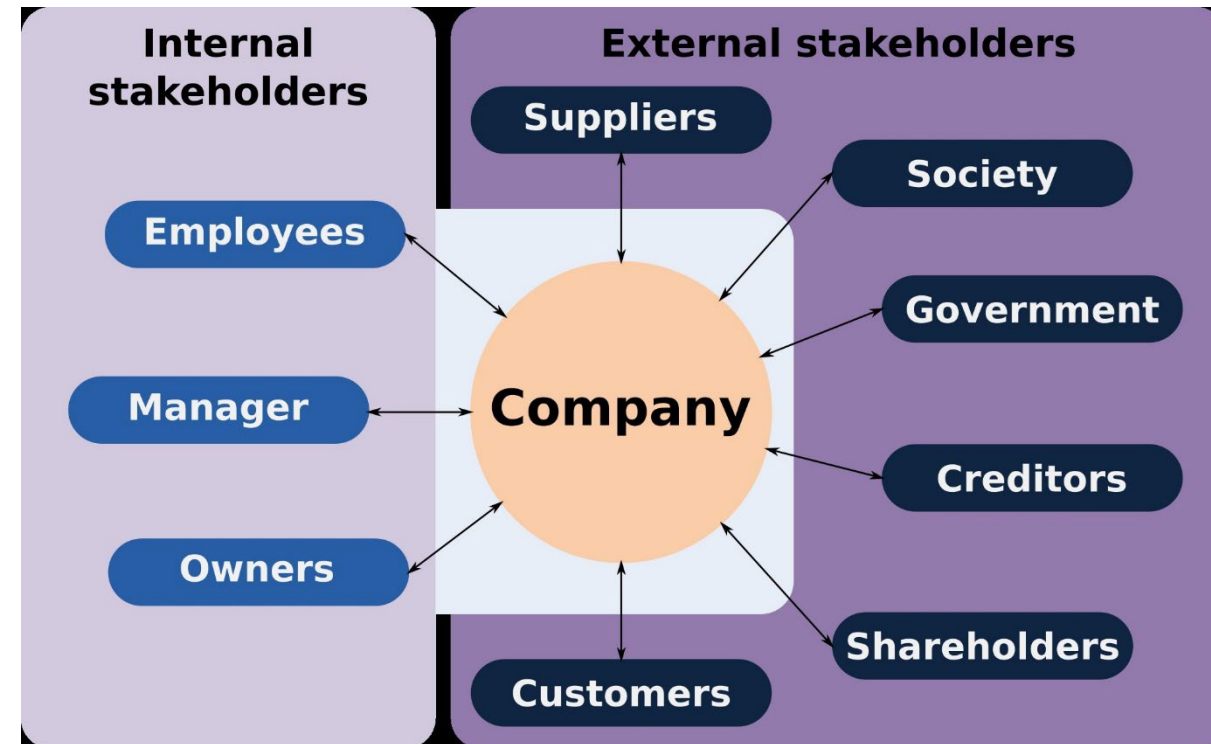 Internal
stakeholders
Employees
Manager
Owners
External stakeholders
Suppliers
Society
Government
Creditors
Shareholders
Customers
Company